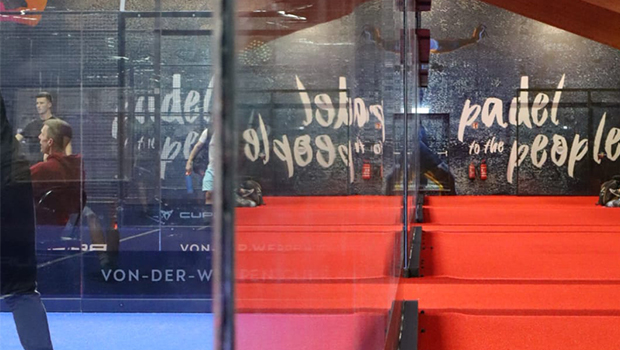 padel
to the
people
padel
to the
people
padel
to the
people
CUPRA
VON-DER-WEPPEN
VON-DER-WEPPEN